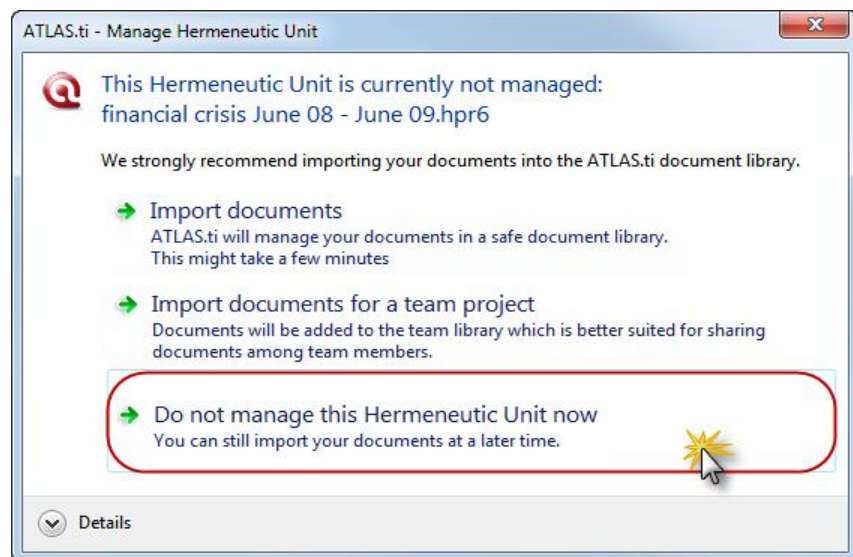 ATLAS.ti - Manage Hermeneutic Unit
This Hermeneutic Unit is currently not managed:
financial crisis June 08 - June 09.hpr6
We strongly recommend importing your documents into the ATLAS.ti document library.
Import documents
ATLAS.ti will manage your documents in a safe document library.
This might take a few minutes
Import documents for a team project
Documents will be added to the team library which is better suited for sharing
documents among team members.
Do not manage this Hermeneutic Unit now
You can still import your documents at a later time.
Details